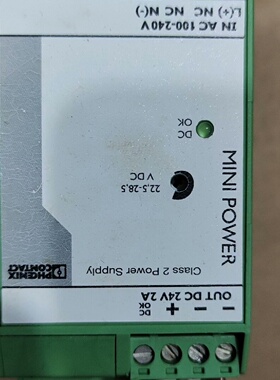 L(+) NC NC N(-)
IN AC 100-240 V
DC
OK
MINI POWER
22.5-28.5
V DC
Class 2 Power Supply
PHŒNIX
CONTACT
OUT DC 24V 2A
DC
OK
+
−
−